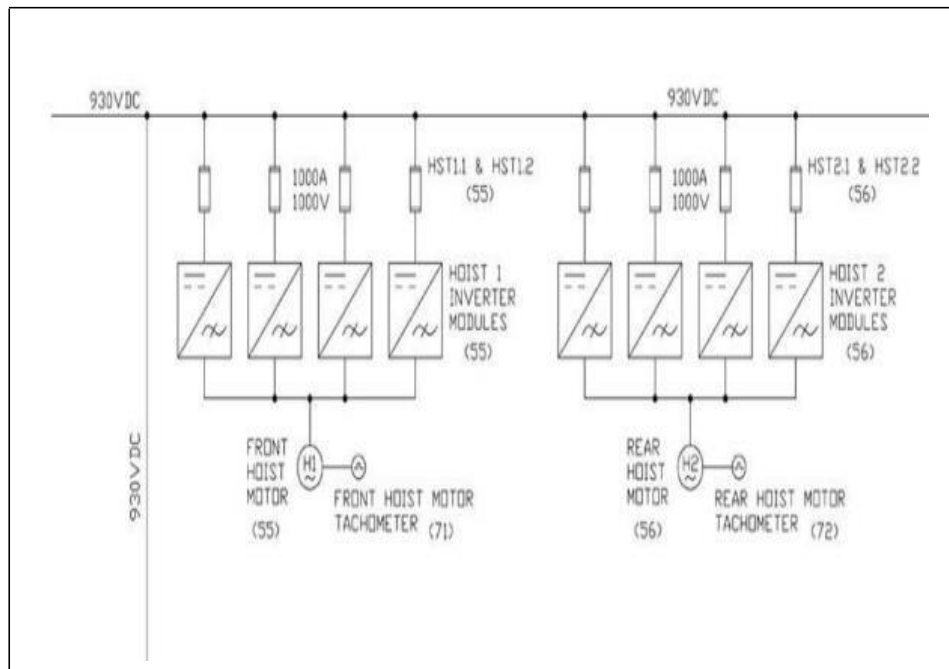 930VDC
930VDC
HST1.1 & HST1.2
(55)
1000A
1000V
HST2.1 & HST2.2
(56)
1000A
1000V
HOIST 1
INVERTER
MODULES
(55)
HOIST 2
INVERTER
MODULES
(56)
930VDC
FRONT
HOIST
MOTOR
(55)
H1
FRONT HOIST MOTOR
TACHOMETER (71)
REAR
HOIST
MOTOR
(56)
H2
REAR HOIST MOTOR
TACHOMETER (72)